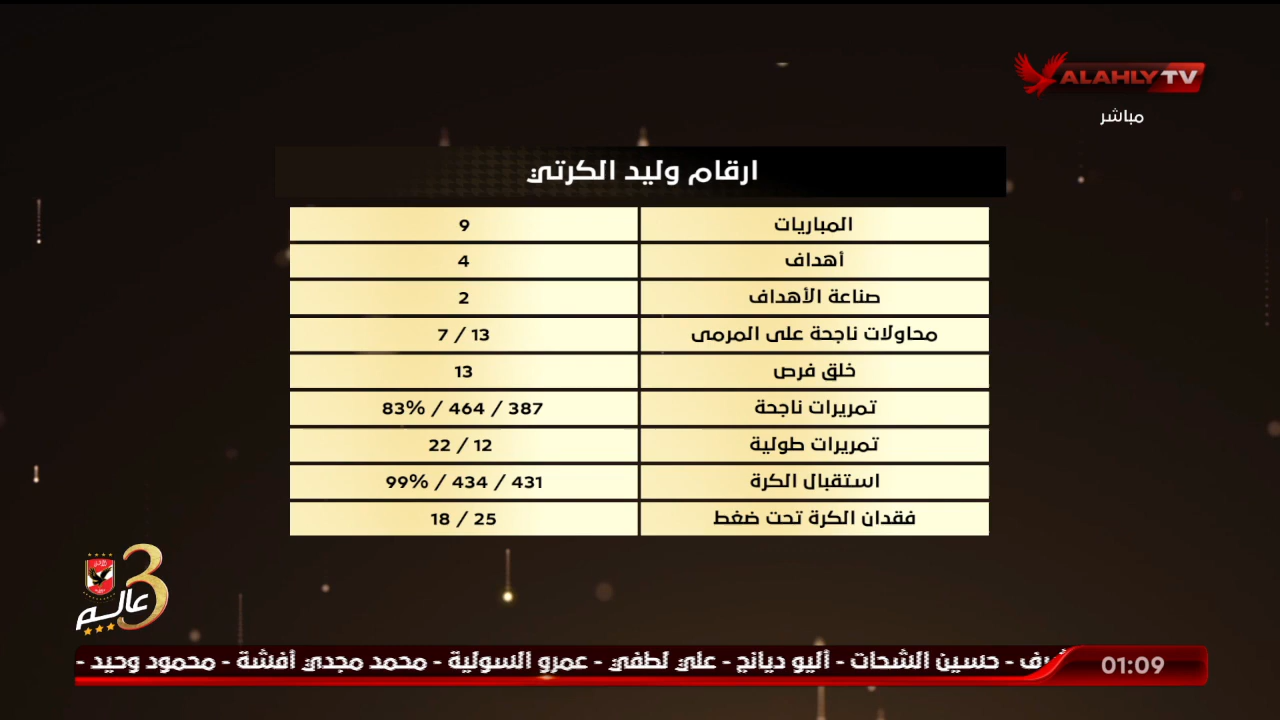 ALAHLY TV
مباشر
ارقام وليد الكرتي
المباريات 9
أهداف 4
صناعة الأهداف 2
محاولات ناجحة على المرمى 7 / 13
خلق فرص 13
تمريرات ناجحة 83% / 464 / 387
تمريرات طولية 22 / 12
استقبال الكرة 99% / 434 / 431
فقدان الكرة تحت ضغط 18 / 25
3
عالم
- حسين الشحات - أليو ديانج - علي لطفي - عمرو السولية - محمد مجدي أفشة - محمود وحيد -
01:09